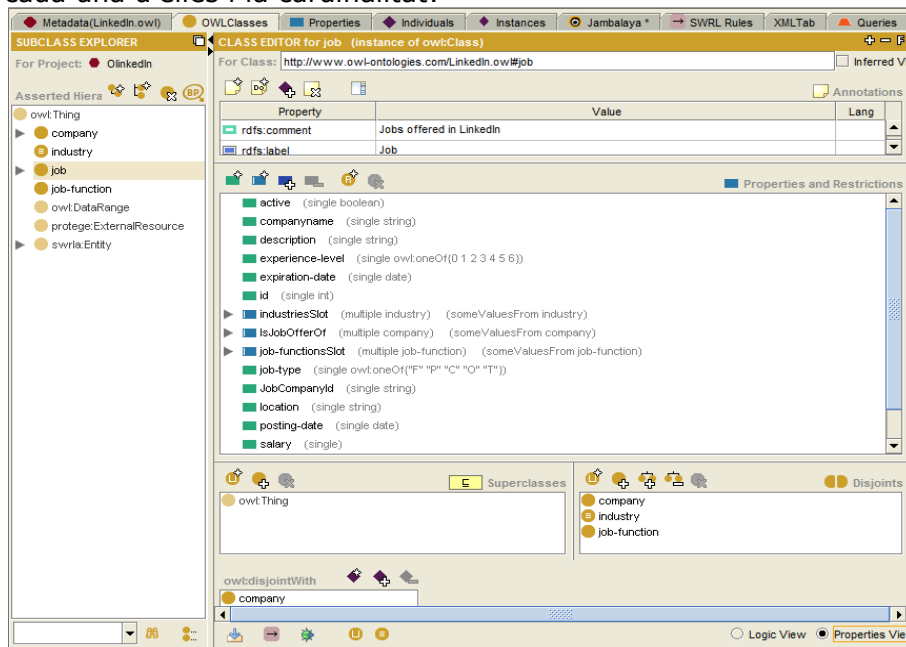 cada una d'elles i la cardinalitat:
Metadata(LinkedIn.owl) OWLClasses Properties Individuals Instances Jambalaya * SWRL Rules XMLTab Queries
SUBCLASS EXPLORER
For Project: OlinkedIn
Asserted Hiera
owl:Thing
company
industry
job
job-function
owl:DataRange
protege:ExternalResource
swrla:Entity
CLASS EDITOR for job (instance of owl:Class)
For Class: http://www.owl-ontologies.com/LinkedIn.owl#job Inferred V
Annotations
Property Value Lang
rdfs:comment Jobs offered in LinkedIn
rdfs:label Job
Properties and Restrictions
active (single boolean)
companyname (single string)
description (single string)
experience-level (single owl:oneOf{0 1 2 3 4 5 6})
expiration-date (single date)
id (single int)
industriesSlot (multiple industry) (someValuesFrom industry)
IsJobOfferOf (multiple company) (someValuesFrom company)
job-functionsSlot (multiple job-function) (someValuesFrom job-function)
job-type (single owl:oneOf{"F" "P" "C" "O" "T"})
JobCompanyId (single string)
location (single string)
posting-date (single date)
salary (single)
Superclasses
owl:Thing
Disjoints
company
industry
job-function
owl:disjointWith
company
Logic View Properties Vie